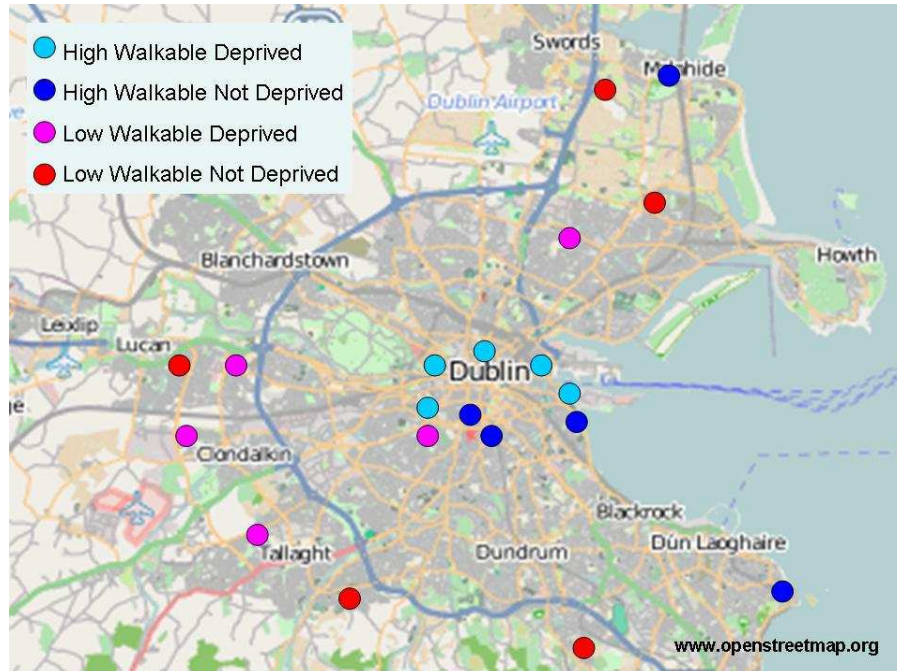 High Walkable Deprived
High Walkable Not Deprived
Low Walkable Deprived
Low Walkable Not Deprived
Swords
Dublin Airport
Blanchardstown
Howth
Leixlip
Lucan
Dublin
Clondalkin
Blackrock
Tallaght
Dundrum
Dún Laoghaire
www.openstreetmap.org